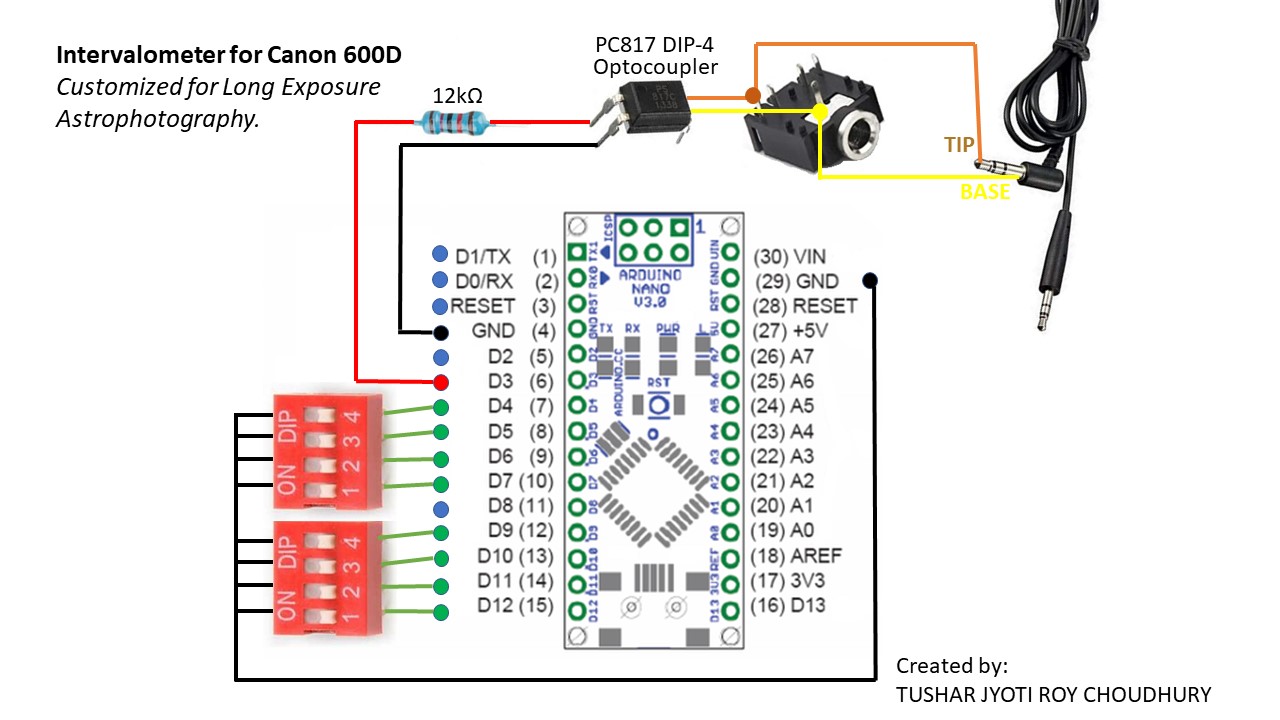 Intervalometer for Canon 600D
Customized for Long Exposure
Astrophotography.
12kΩ
PC817 DIP-4
Optocoupler
TIP
BASE
D1/TX (1)
D0/RX (2)
RESET (3)
GND (4)
D2 (5)
D3 (6)
D4 (7)
D5 (8)
D6 (9)
D7 (10)
D8 (11)
D9 (12)
D10 (13)
D11 (14)
D12 (15)
ICSP
1
TX1
RX0
RST
GND
D2
D3
D4
D5
D6
D7
D8
D9
D10
D11
D12
ARDUINO
NANO
V3.0
TX RX PWR L
ARDUINO.CC
RST
VIN
GND
RST
5V
A7
A6
A5
A4
A3
A2
A1
A0
REF
3V3
D13
(30) VIN
(29) GND
(28) RESET
(27) +5V
(26) A7
(25) A6
(24) A5
(23) A4
(22) A3
(21) A2
(20) A1
(19) A0
(18) AREF
(17) 3V3
(16) D13
ON DIP
1 2 3 4
ON DIP
1 2 3 4
Created by:
TUSHAR JYOTI ROY CHOUDHURY